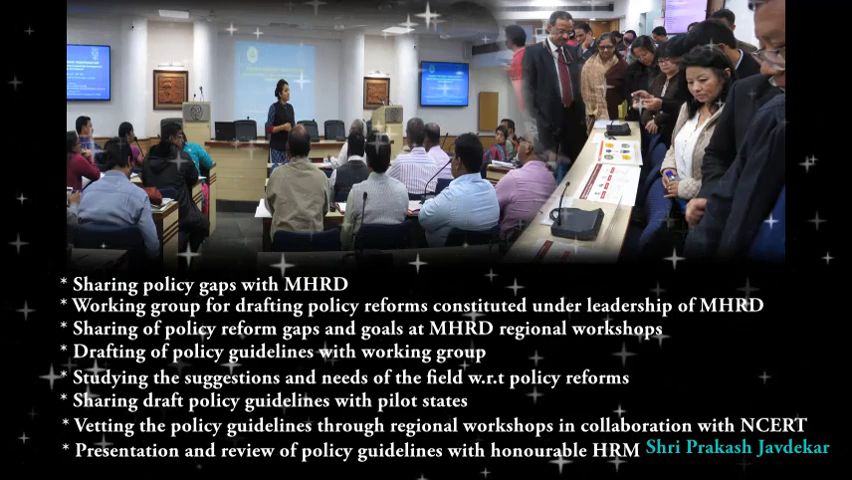 * Sharing policy gaps with MHRD
* Working group for drafting policy reforms constituted under leadership of MHRD
* Sharing of policy reform gaps and goals at MHRD regional workshops
* Drafting of policy guidelines with working group
* Studying the suggestions and needs of the field w.r.t policy reforms
* Sharing draft policy guidelines with pilot states
* Vetting the policy guidelines through regional workshops in collaboration with NCERT
* Presentation and review of policy guidelines with honourable HRM Shri Prakash Javdekar